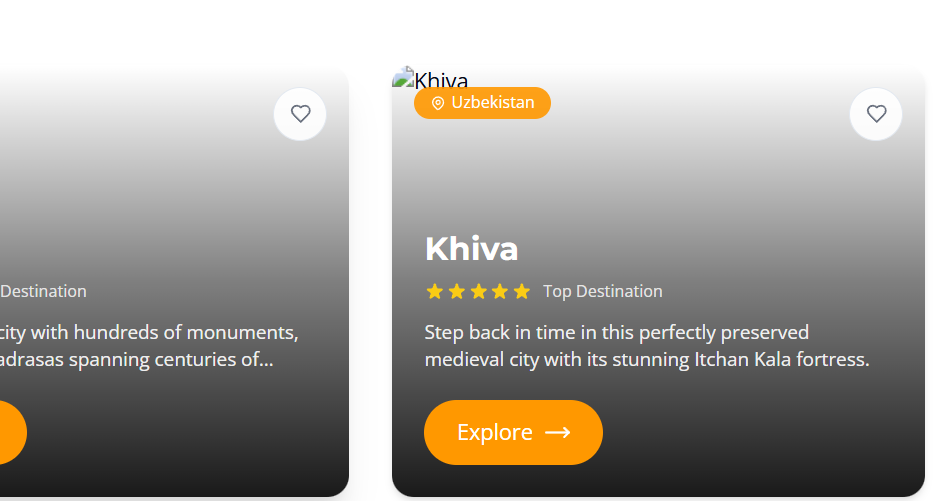 Destination
city with hundreds of monuments,
adrasas spanning centuries of...
Khiva
Uzbekistan
Khiva
Top Destination
Step back in time in this perfectly preserved
medieval city with its stunning Itchan Kala fortress.
Explore →